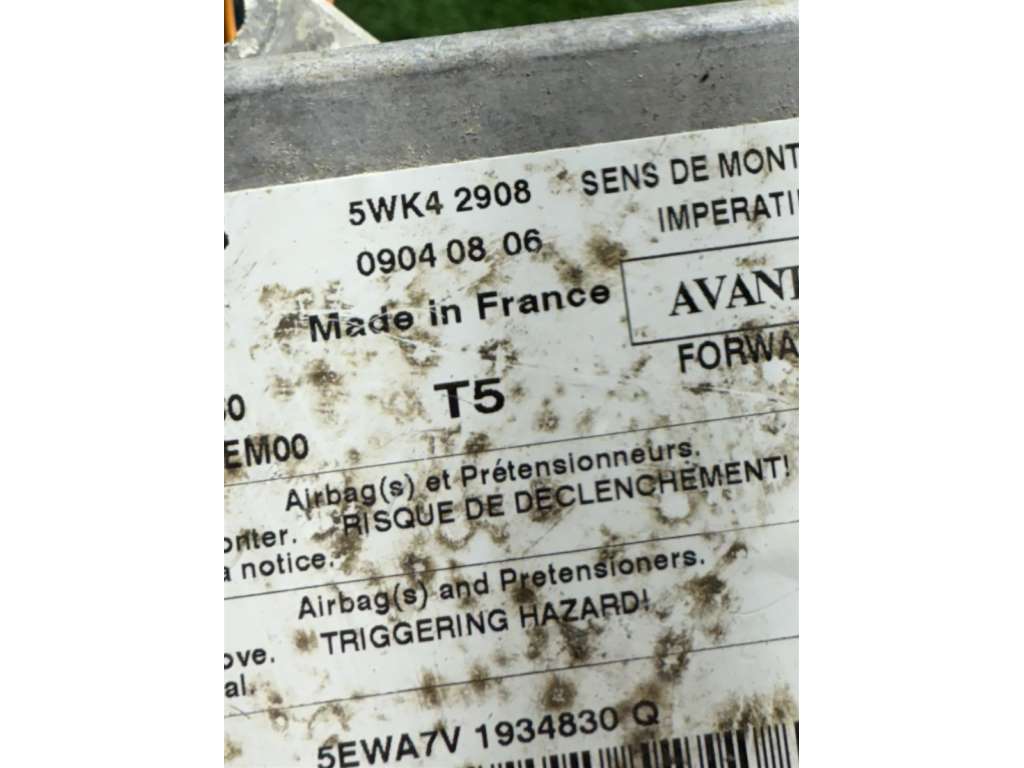 5WK4 2908
SENS DE MONT
0904 08 06
IMPERATI
Made in France
AVAN
FORWA
T5
EM00
Airbag(s) et Prétensionneurs.
RISQUE DE DECLENCHEMENT!
onter.
a notice.
Airbag(s) and Pretensioners.
TRIGGERING HAZARD!
ove.
al.
5EWA7V 1934830 Q